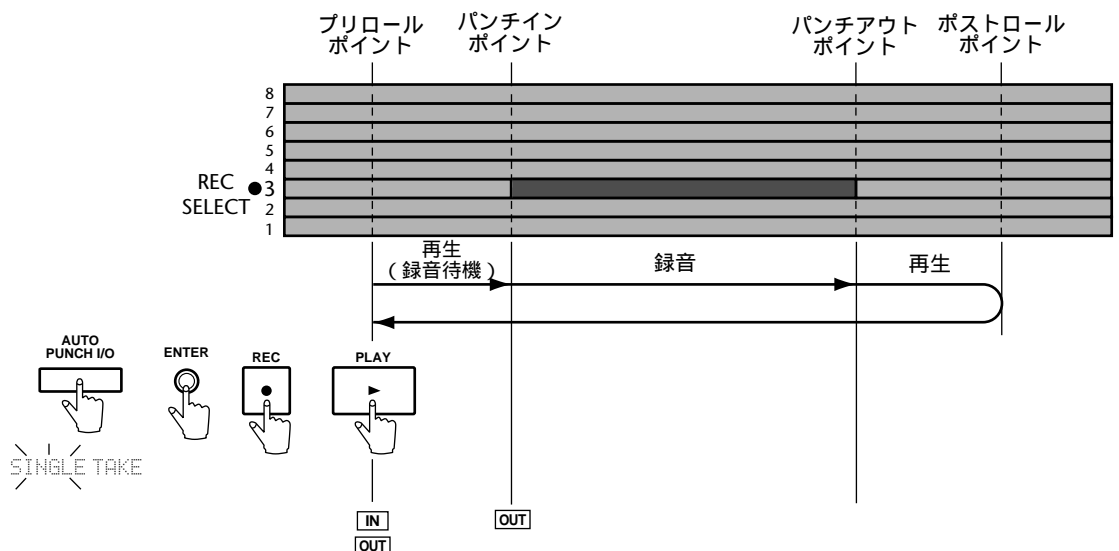 プリロール
ポイント
パンチイン
ポイント
パンチアウト
ポイント
ポストロール
ポイント
8
7
6
5
4
REC
SELECT
●3
2
1
再生
(録音待機)
録音
再生
AUTO
PUNCH I/O
ENTER
REC
PLAY
SINGLE TAKE
IN
OUT
OUT